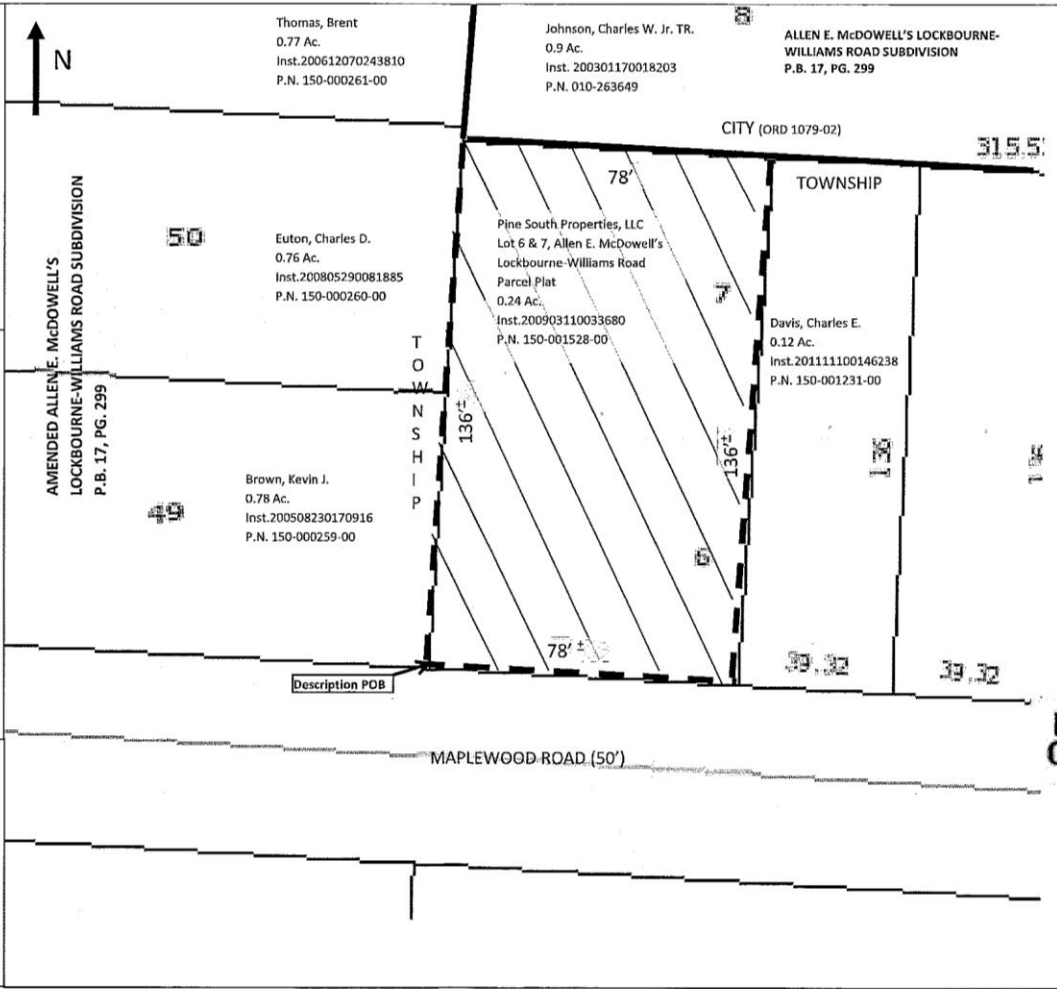 N
Thomas, Brent
0.77 Ac.
Inst.200612070243810
P.N. 150-000261-00
Johnson, Charles W. Jr. TR.
0.9 Ac.
Inst. 200301170018203
P.N. 010-263649
8
ALLEN E. McDOWELL'S LOCKBOURNE-
WILLIAMS ROAD SUBDIVISION
P.B. 17, PG. 299
CITY (ORD 1079-02)
315.5
TOWNSHIP
78'
AMENDED ALLEN E. McDOWELL'S
LOCKBOURNE-WILLIAMS ROAD SUBDIVISION
P.B. 17, PG. 299
50
Euton, Charles D.
0.76 Ac.
Inst.200805290081885
P.N. 150-000260-00
Pine South Properties, LLC
Lot 6 & 7, Allen E. McDowell's
Lockbourne-Williams Road
Parcel Plat
0.24 Ac.
Inst.200903110033680
P.N. 150-001528-00
7
Davis, Charles E.
0.12 Ac.
Inst.201111100146238
P.N. 150-001231-00
TOWNSHIP
136'±
136'±
49
Brown, Kevin J.
0.78 Ac.
Inst.200508230170916
P.N. 150-000259-00
6
78' ±
39.32
39.32
Description POB
MAPLEWOOD ROAD (50')